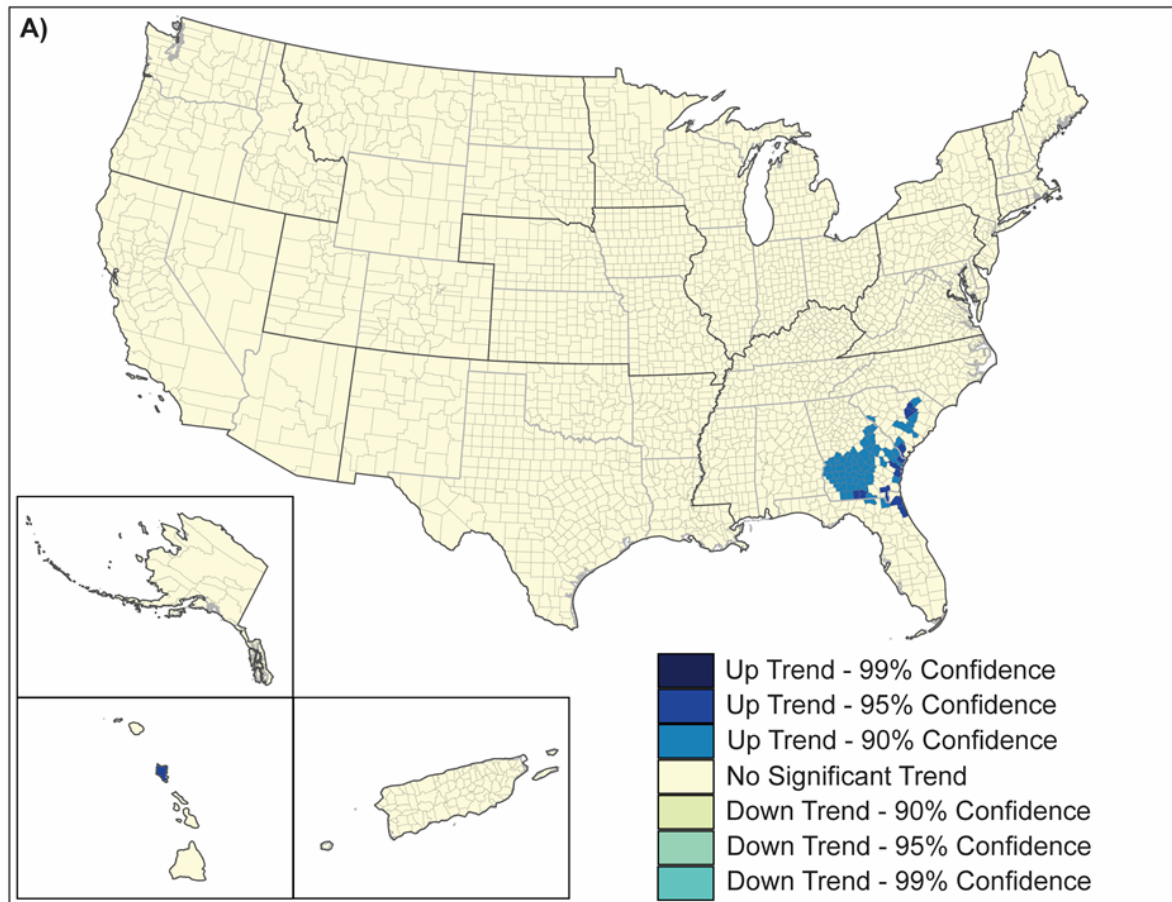 A)
Up Trend - 99% Confidence
Up Trend - 95% Confidence
Up Trend - 90% Confidence
No Significant Trend
Down Trend - 90% Confidence
Down Trend - 95% Confidence
Down Trend - 99% Confidence